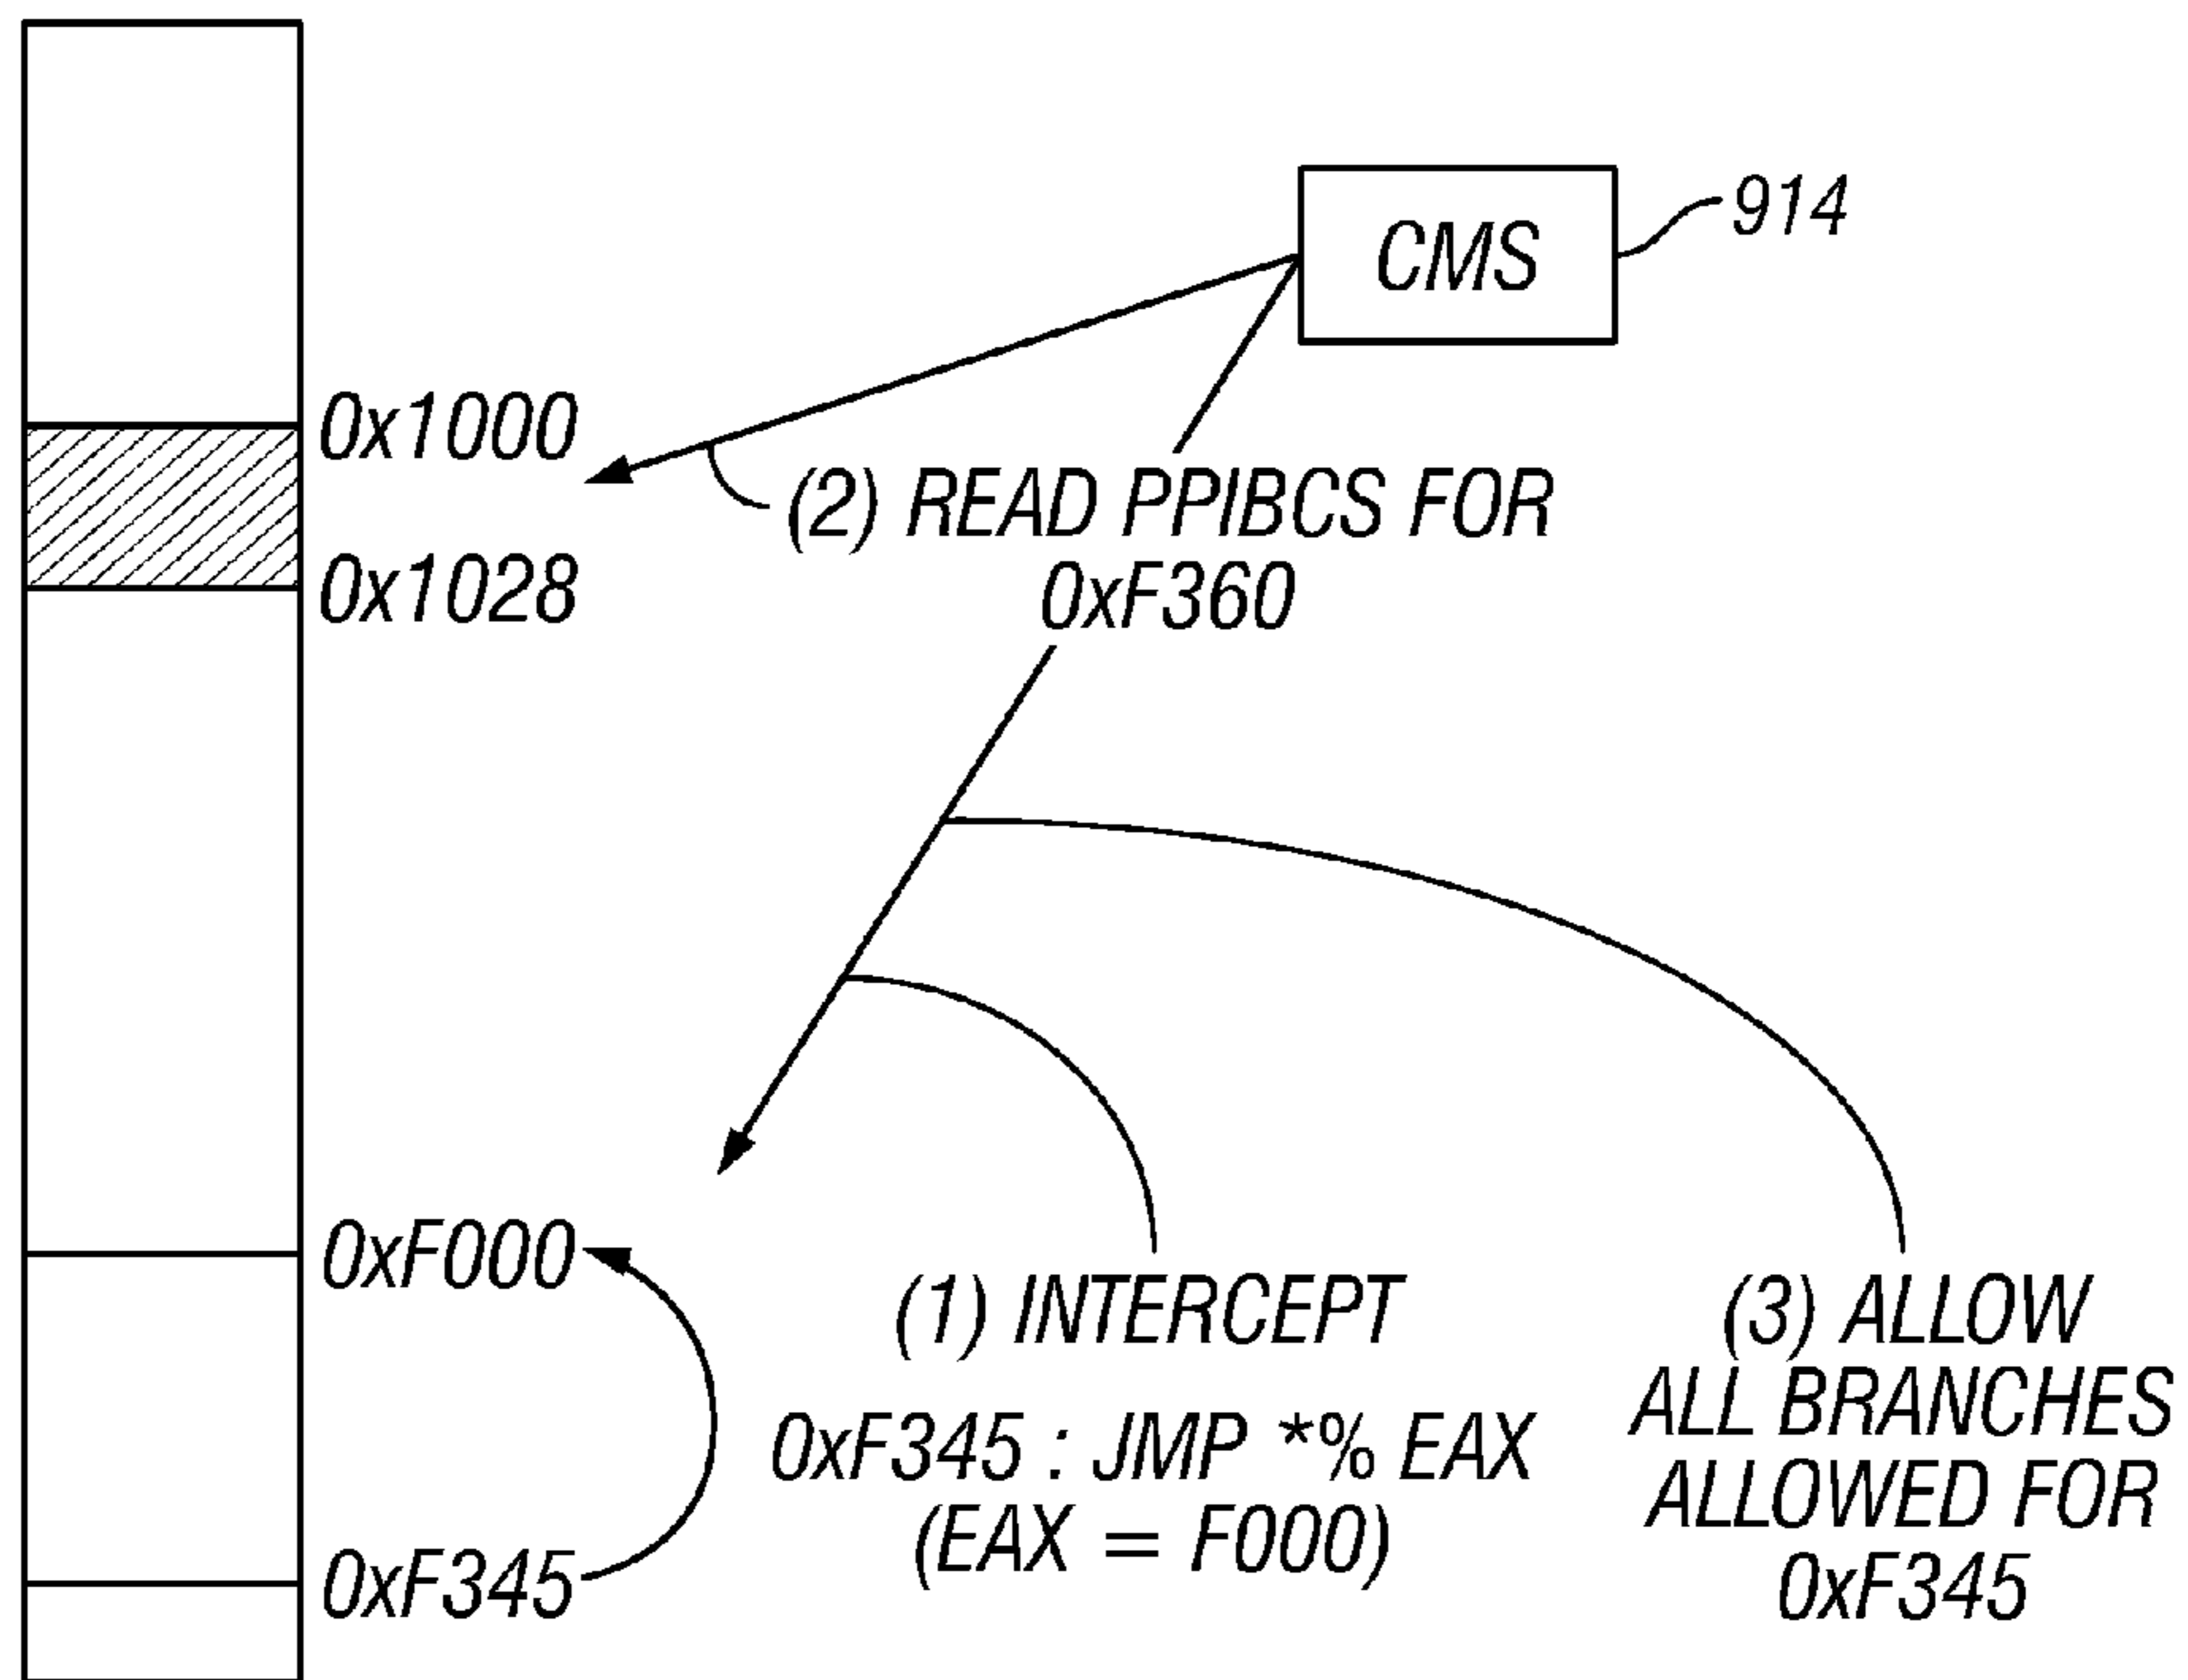 914
CMS
0x1000
(2) READ PPIBCS FOR
0xF360
0x1028
0xF000
(1) INTERCEPT
0xF345 : JMP *% EAX
(EAX = F000)
(3) ALLOW
ALL BRANCHES
ALLOWED FOR
0xF345
0xF345